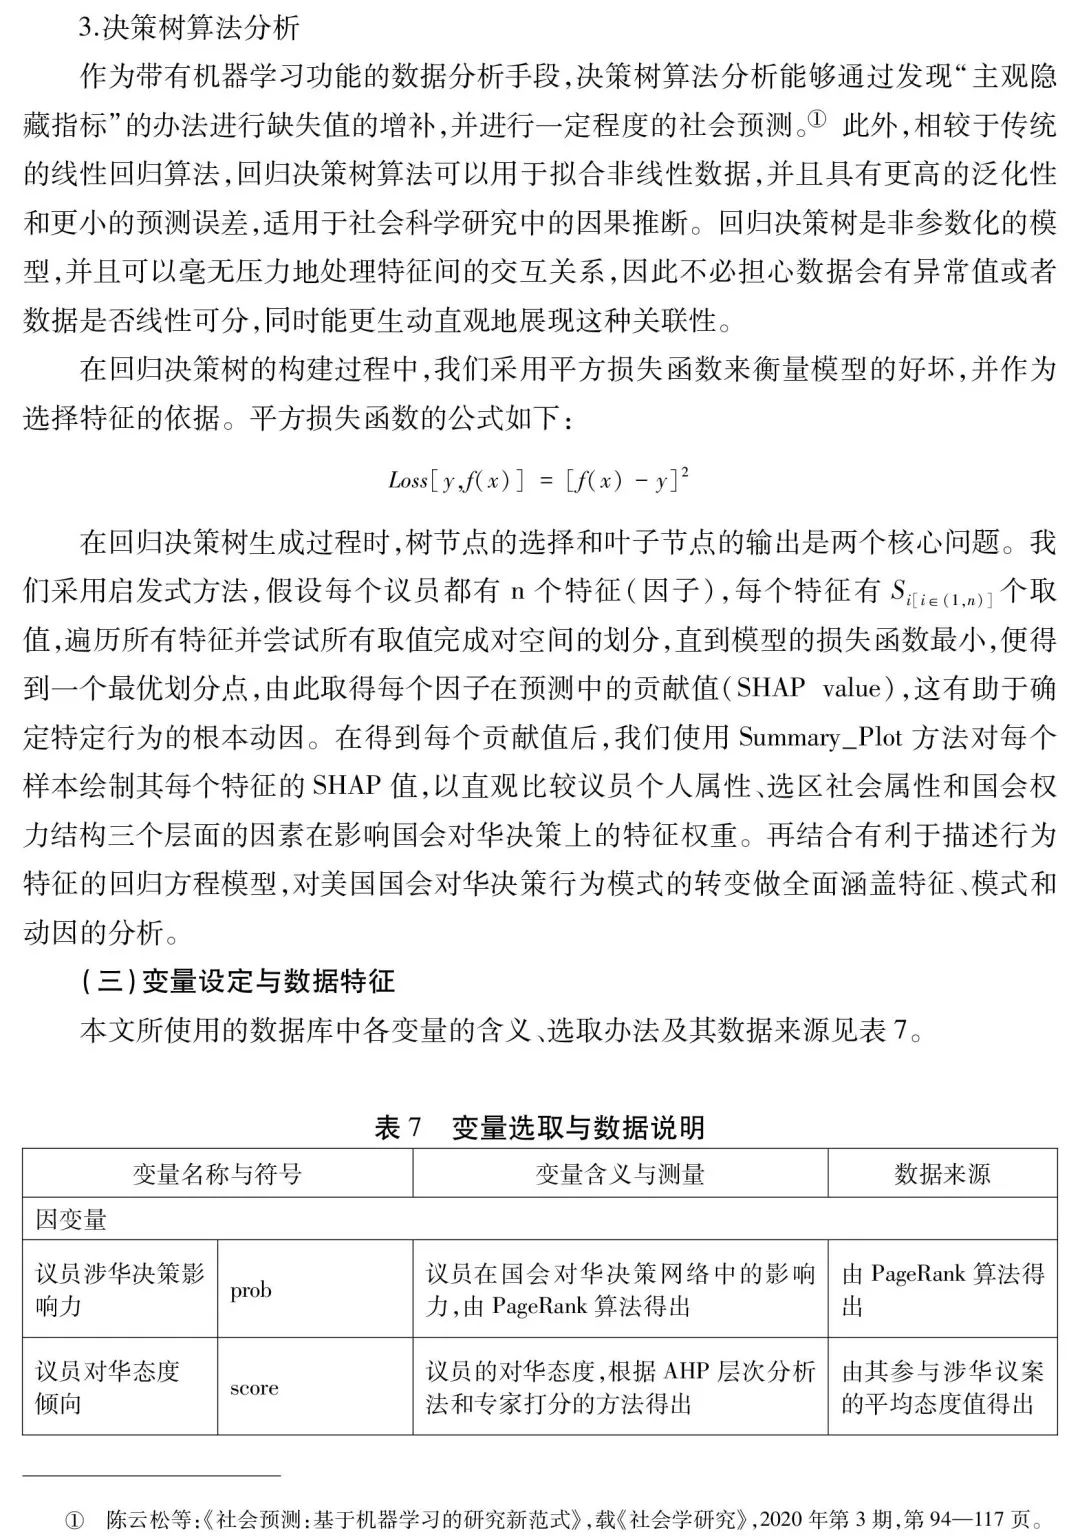 3.决策树算法分析
作为带有机器学习功能的数据分析手段,决策树算法分析能够通过发现“主观隐
藏指标”的办法进行缺失值的增补,并进行一定程度的社会预测。① 此外,相较于传统
的线性回归算法,回归决策树算法可以用于拟合非线性数据,并且具有更高的泛化性
和更小的预测误差,适用于社会科学研究中的因果推断。回归决策树是非参数化的模
型,并且可以毫无压力地处理特征间的交互关系,因此不必担心数据会有异常值或者
数据是否线性可分,同时能更生动直观地展现这种关联性。
在回归决策树的构建过程中,我们采用平方损失函数来衡量模型的好坏,并作为
选择特征的依据。平方损失函数的公式如下:
Loss[y,f(x)] = [f(x) - y]²
在回归决策树生成过程时,树节点的选择和叶子节点的输出是两个核心问题。我
们采用启发式方法,假设每个议员都有 n 个特征(因子),每个特征有 S_{i[i∈(1,n)]} 个取
值,遍历所有特征并尝试所有取值完成对空间的划分,直到模型的损失函数最小,便得
到一个最优划分点,由此取得每个因子在预测中的贡献值(SHAP value),这有助于确
定特定行为的根本动因。在得到每个贡献值后,我们使用 Summary_Plot 方法对每个
样本绘制其每个特征的 SHAP 值,以直观比较议员个人属性、选区社会属性和国会权
力结构三个层面的因素在影响国会对华决策上的特征权重。再结合有利于描述行为
特征的回归方程模型,对美国国会对华决策行为模式的转变做全面涵盖特征、模式和
动因的分析。
(三)变量设定与数据特征
本文所使用的数据库中各变量的含义、选取办法及其数据来源见表 7。
表 7 变量选取与数据说明
变量名称与符号 变量含义与测量 数据来源
因变量
议员涉华决策影
响力
prob
议员在国会对华决策网络中的影响
力,由 PageRank 算法得出
由 PageRank 算法得
出
议员对华态度
倾向
score
议员的对华态度,根据 AHP 层次分析
法和专家打分的方法得出
由其参与涉华议案
的平均态度值得出
① 陈云松等:《社会预测:基于机器学习的研究新范式》,载《社会学研究》,2020 年第 3 期,第 94—117 页。